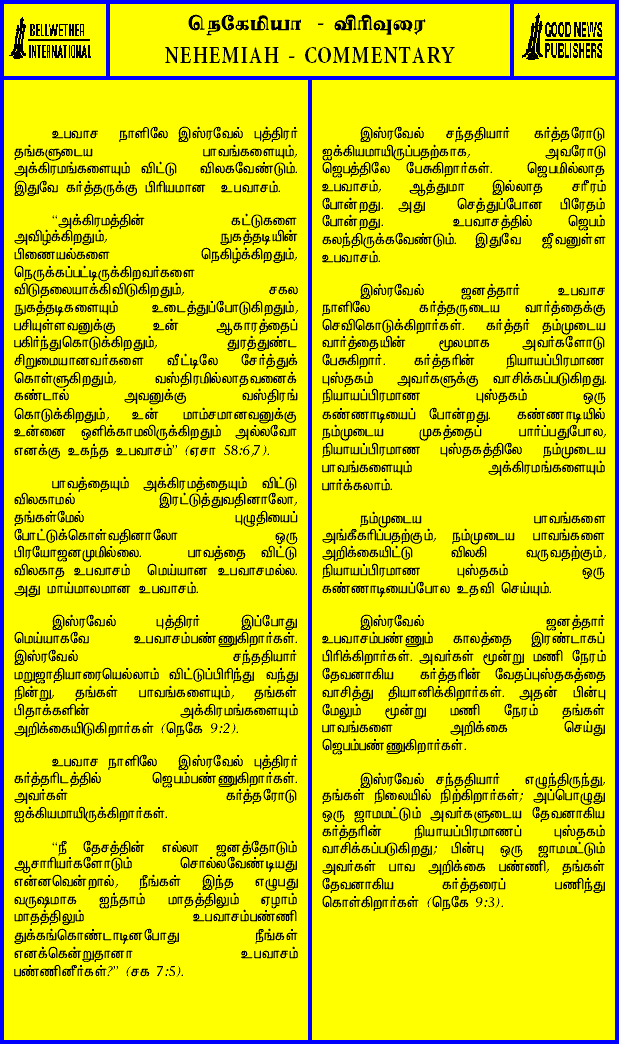 BELLWETHER
INTERNATIONAL
நெகேமியா - விரிவுரை
NEHEMIAH - COMMENTARY
GOOD NEWS
PUBLISHERS
உபவாச நாளிலே இஸ்ரவேல் புத்திரர்
தங்களுடைய பாவங்களையும்,
அக்கிரமங்களையும் விட்டு விலகவேண்டும்.
இதுவே கர்த்தருக்கு பிரியமான உபவாசம்.
“அக்கிரமத்தின் கட்டுகளை
அவிழ்க்கிறதும், நுகத்தடியின்
பிணையல்களை நெகிழ்க்கிறதும்,
நெருக்கப்பட்டிருக்கிறவர்களை
விடுதலையாக்கிவிடுகிறதும், சகல
நுகத்தடிகளையும் உடைத்துப்போடுகிறதும்,
பசியுள்ளவனுக்கு உன் ஆகாரத்தைப்
பகிர்ந்துகொடுக்கிறதும், துரத்துண்ட
சிறுமையானவர்களை வீட்டிலே சேர்த்துக்
கொள்ளுகிறதும், வஸ்திரமில்லாதவனைக்
கண்டால் அவனுக்கு வஸ்திரங்
கொடுக்கிறதும், உன் மாம்சமானவனுக்கு
உன்னை ஒளிக்காமலிருக்கிறதும் அல்லவோ
எனக்கு உகந்த உபவாசம்” (ஏசா 58:6,7).
பாவத்தையும் அக்கிரமத்தையும் விட்டு
விலகாமல் இரட்டுத்துவதினாலோ,
தங்கள்மேல் புழுதியைப்
போட்டுக்கொள்வதினாலோ ஒரு
பிரயோஜனமுமில்லை. பாவத்தை விட்டு
விலகாத உபவாசம் மெய்யான உபவாசமல்ல.
அது மாய்மாலமான உபவாசம்.
இஸ்ரவேல் புத்திரர் இப்போது
மெய்யாகவே உபவாசம்பண்ணுகிறார்கள்.
இஸ்ரவேல் சந்ததியார்
மறுஜாதியாரையெல்லாம் விட்டுப்பிரிந்து வந்து
நின்று, தங்கள் பாவங்களையும், தங்கள்
பிதாக்களின் அக்கிரமங்களையும்
அறிக்கையிடுகிறார்கள் (நெகே 9:2).
உபவாச நாளிலே இஸ்ரவேல் புத்திரர்
கர்த்தரிடத்தில் ஜெபம்பண்ணுகிறார்கள்.
அவர்கள் கர்த்தரோடு
ஐக்கியமாயிருக்கிறார்கள்.
“நீ தேசத்தின் எல்லா ஜனத்தோடும்
ஆசாரியர்களோடும் சொல்லவேண்டியது
என்னவென்றால், நீங்கள் இந்த எழுபது
வருஷமாக ஐந்தாம் மாதத்திலும் ஏழாம்
மாதத்திலும் உபவாசம்பண்ணி
துக்கங்கொண்டாடினபோது நீங்கள்
எனக்கென்றுதானா உபவாசம்
பண்ணினீர்கள்?” (சக 7:5).
இஸ்ரவேல் சந்ததியார் கர்த்தரோடு
ஐக்கியமாயிருப்பதற்காக, அவரோடு
ஜெபத்திலே பேசுகிறார்கள். ஜெபமில்லாத
உபவாசம், ஆத்துமா இல்லாத சரீரம்
போன்றது. அது செத்துப்போன பிரேதம்
போன்றது. உபவாசத்தில் ஜெபம்
கலந்திருக்கவேண்டும். இதுவே ஜீவனுள்ள
உபவாசம்.
இஸ்ரவேல் ஜனத்தார் உபவாச
நாளிலே கர்த்தருடைய வார்த்தைக்கு
செவிகொடுக்கிறார்கள். கர்த்தர் தம்முடைய
வார்த்தையின் மூலமாக அவர்களோடு
பேசுகிறார். கர்த்தரின் நியாயப்பிரமாண
புஸ்தகம் அவர்களுக்கு வாசிக்கப்படுகிறது.
நியாயப்பிரமாண புஸ்தகம் ஒரு
கண்ணாடியைப் போன்றது. கண்ணாடியில்
நம்முடைய முகத்தைப் பார்ப்பதுபோல,
நியாயப்பிரமாண புஸ்தகத்திலே நம்முடைய
பாவங்களையும் அக்கிரமங்களையும்
பார்க்கலாம்.
நம்முடைய பாவங்களை
அங்கீகரிப்பதற்கும், நம்முடைய பாவங்களை
அறிக்கையிட்டு விலகி வருவதற்கும்,
நியாயப்பிரமாண புஸ்தகம் ஒரு
கண்ணாடியைப்போல உதவி செய்யும்.
இஸ்ரவேல் ஜனத்தார்
உபவாசம்பண்ணும் காலத்தை இரண்டாகப்
பிரிக்கிறார்கள். அவர்கள் மூன்று மணி நேரம்
தேவனாகிய கர்த்தரின் வேதப்புஸ்தகத்தை
வாசித்து தியானிக்கிறார்கள். அதன் பின்பு
மேலும் மூன்று மணி நேரம் தங்கள்
பாவங்களை அறிக்கை செய்து
ஜெபம்பண்ணுகிறார்கள்.
இஸ்ரவேல் சந்ததியார் எழுந்திருந்து,
தங்கள் நிலையில் நிற்கிறார்கள்; அப்பொழுது
ஒரு ஜாமமட்டும் அவர்களுடைய தேவனாகிய
கர்த்தரின் நியாயப்பிரமாணப் புஸ்தகம்
வாசிக்கப்படுகிறது; பின்பு ஒரு ஜாமமட்டும்
அவர்கள் பாவ அறிக்கை பண்ணி, தங்கள்
தேவனாகிய கர்த்தரைப் பணிந்து
கொள்கிறார்கள் (நெகே 9:3).